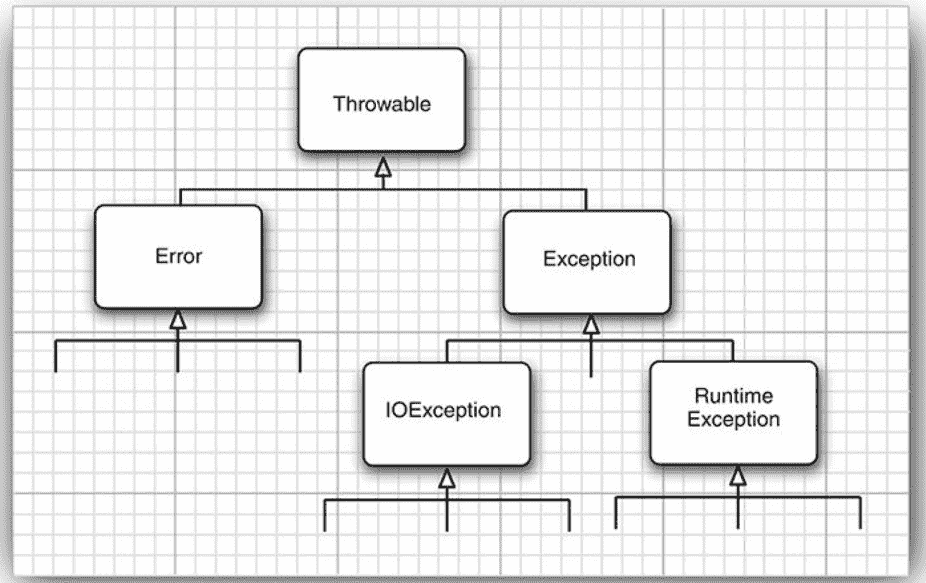 Throwable
Error
Exception
IOException
Runtime
Exception